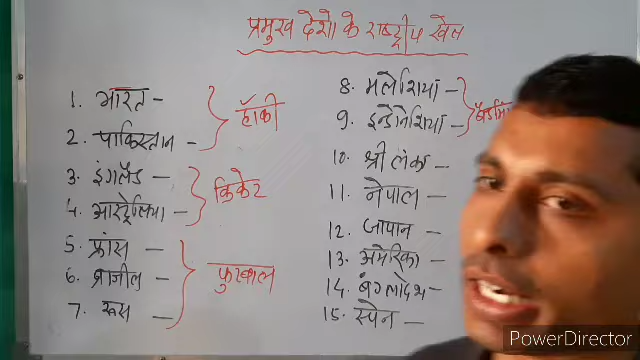 प्रमुख देशो के राष्ट्रीय खेल
1. भारत -
2. पाकिस्तान -
हॉकी
3. इंगलैंड -
4. आस्ट्रेलिया -
क्रिकेट
5. फ्रांस -
6. ब्राजील -
7. रूस -
फुटबाल
8. मलेशियां -
9. इन्डोनेशियां -
10. श्री लंका -
11. नेपाल -
12. जापान -
13. अमेरिका -
14. बंग्लादेश -
15. स्पेन -
PowerDirector